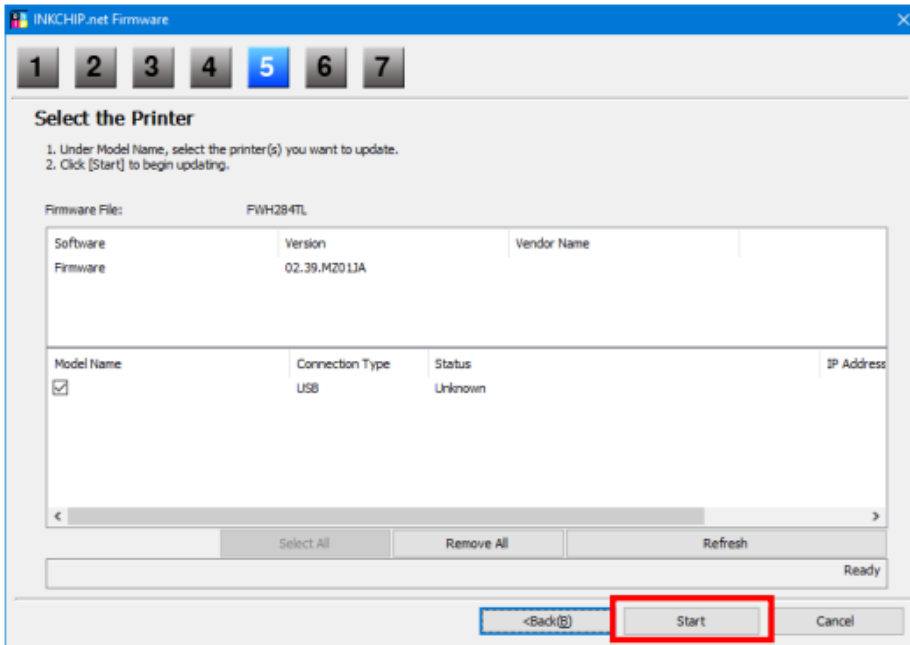 INKCHIP.net Firmware
1 2 3 4 5 6 7
Select the Printer
1. Under Model Name, select the printer(s) you want to update.
2. Click [Start] to begin updating.
Firmware File: FWH284TL
Software Version Vendor Name
Firmware 02.39.MZ01JA
Model Name Connection Type Status IP Address
USB Unknown
Select All Remove All Refresh
Ready
<Back(B) Start Cancel